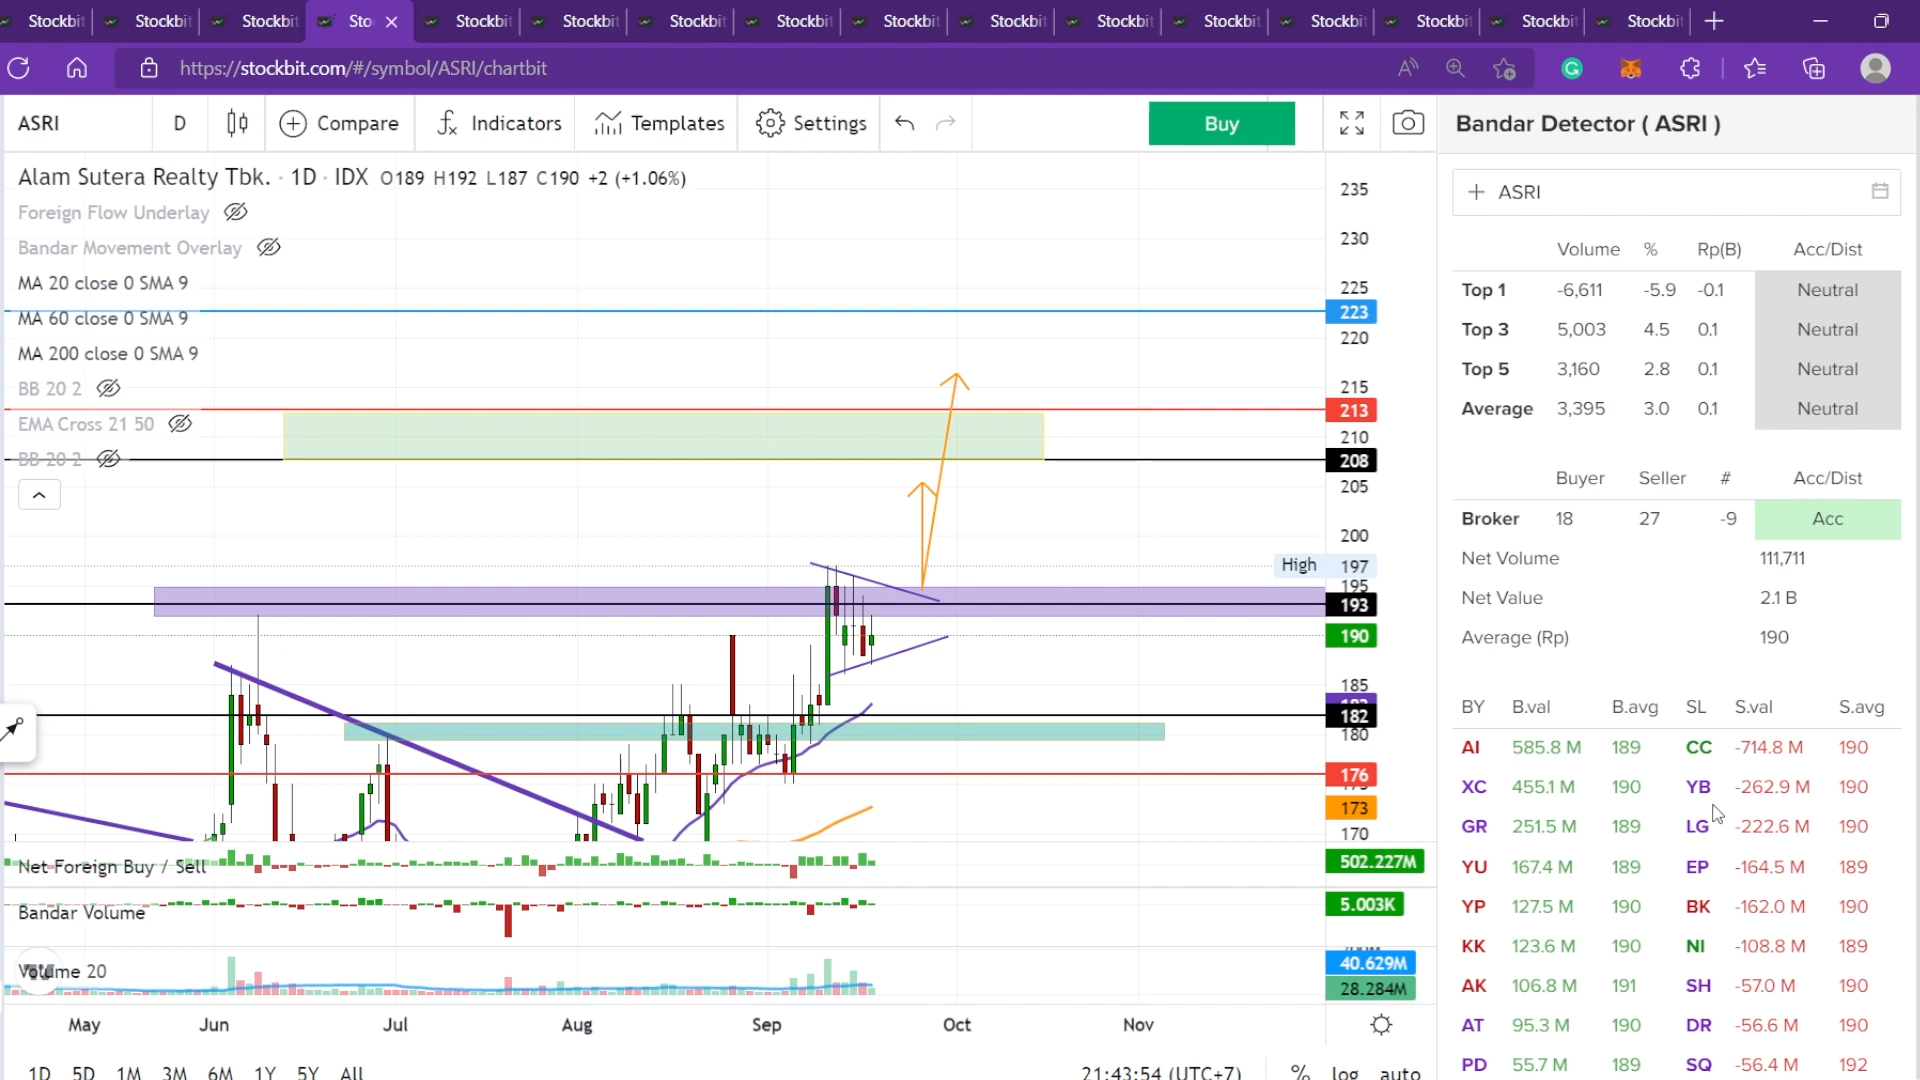 Stockbit Stockbit Stockbit Sto Stockbit Stockbit Stockbit Stockbit Stockbit Stockbit Stockbit Stockbit Stockbit Stockbit Stockbit Stockbit
https://stockbit.com/#/symbol/ASRI/chartbit
ASRI D Compare Indicators Templates Settings Buy
Alam Sutera Realty Tbk. · 1D · IDX O189 H192 L187 C190 +2 (+1.06%)
Foreign Flow Underlay
Bandar Movement Overlay
MA 20 close 0 SMA 9
MA 60 close 0 SMA 9
MA 200 close 0 SMA 9
BB 20 2
EMA Cross 21 50
BB 20 2
235
230
225
223
220
215
213
210
208
205
200
High 197
195
193
190
185
182
180
176
173
170
Net Foreign Buy / Sell 502.227M
Bandar Volume 5.003K
Volume 20 40.629M
28.284M
May Jun Jul Aug Sep Oct Nov
1D 5D 1M 3M 6M 1Y 5Y All 21:43:54 (UTC+7) % log auto
Bandar Detector ( ASRI )
+ ASRI
Volume % Rp(B) Acc/Dist
Top 1 -6,611 -5.9 -0.1 Neutral
Top 3 5,003 4.5 0.1 Neutral
Top 5 3,160 2.8 0.1 Neutral
Average 3,395 3.0 0.1 Neutral
Buyer Seller # Acc/Dist
Broker 18 27 -9 Acc
Net Volume 111,711
Net Value 2.1 B
Average (Rp) 190
BY B.val B.avg SL S.val S.avg
AI 585.8 M 189 CC -714.8 M 190
XC 455.1 M 190 YB -262.9 M 190
GR 251.5 M 189 LG -222.6 M 190
YU 167.4 M 189 EP -164.5 M 189
YP 127.5 M 190 BK -162.0 M 190
KK 123.6 M 190 NI -108.8 M 189
AK 106.8 M 191 SH -57.0 M 190
AT 95.3 M 190 DR -56.6 M 190
PD 55.7 M 189 SQ -56.4 M 192